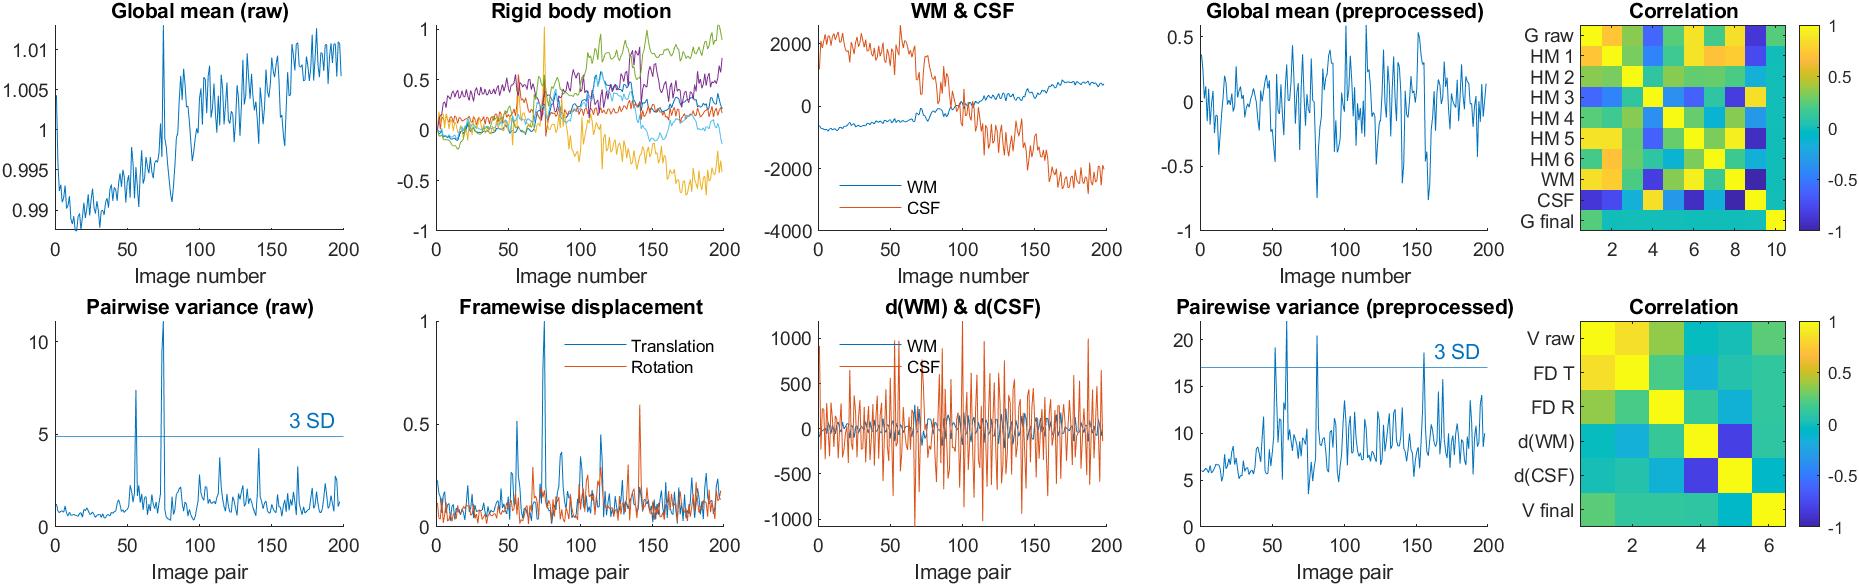 Global mean (raw)
1.01
1.005
1
0.995
0.99
0 50 100 150 200
Image number
Rigid body motion
1
0.5
0
-0.5
-1
0 50 100 150 200
Image number
WM & CSF
2000
0
-2000
-4000
WM
CSF
0 50 100 150 200
Image number
Global mean (preprocessed)
0.5
0
-0.5
-1
0 50 100 150 200
Image number
Correlation
G raw
HM 1
HM 2
HM 3
HM 4
HM 5
HM 6
WM
CSF
G final
2 4 6 8 10
1
0.5
0
-0.5
-1
Pairwise variance (raw)
10
5
0
3 SD
0 50 100 150 200
Image pair
Framewise displacement
1
0.5
0
Translation
Rotation
0 50 100 150 200
Image pair
d(WM) & d(CSF)
1000
500
0
-500
-1000
WM
CSF
0 50 100 150 200
Image pair
Pairewise variance (preprocessed)
20
15
10
5
0
3 SD
0 50 100 150 200
Image pair
Correlation
V raw
FD T
FD R
d(WM)
d(CSF)
V final
2 4 6
1
0.5
0
-0.5
-1